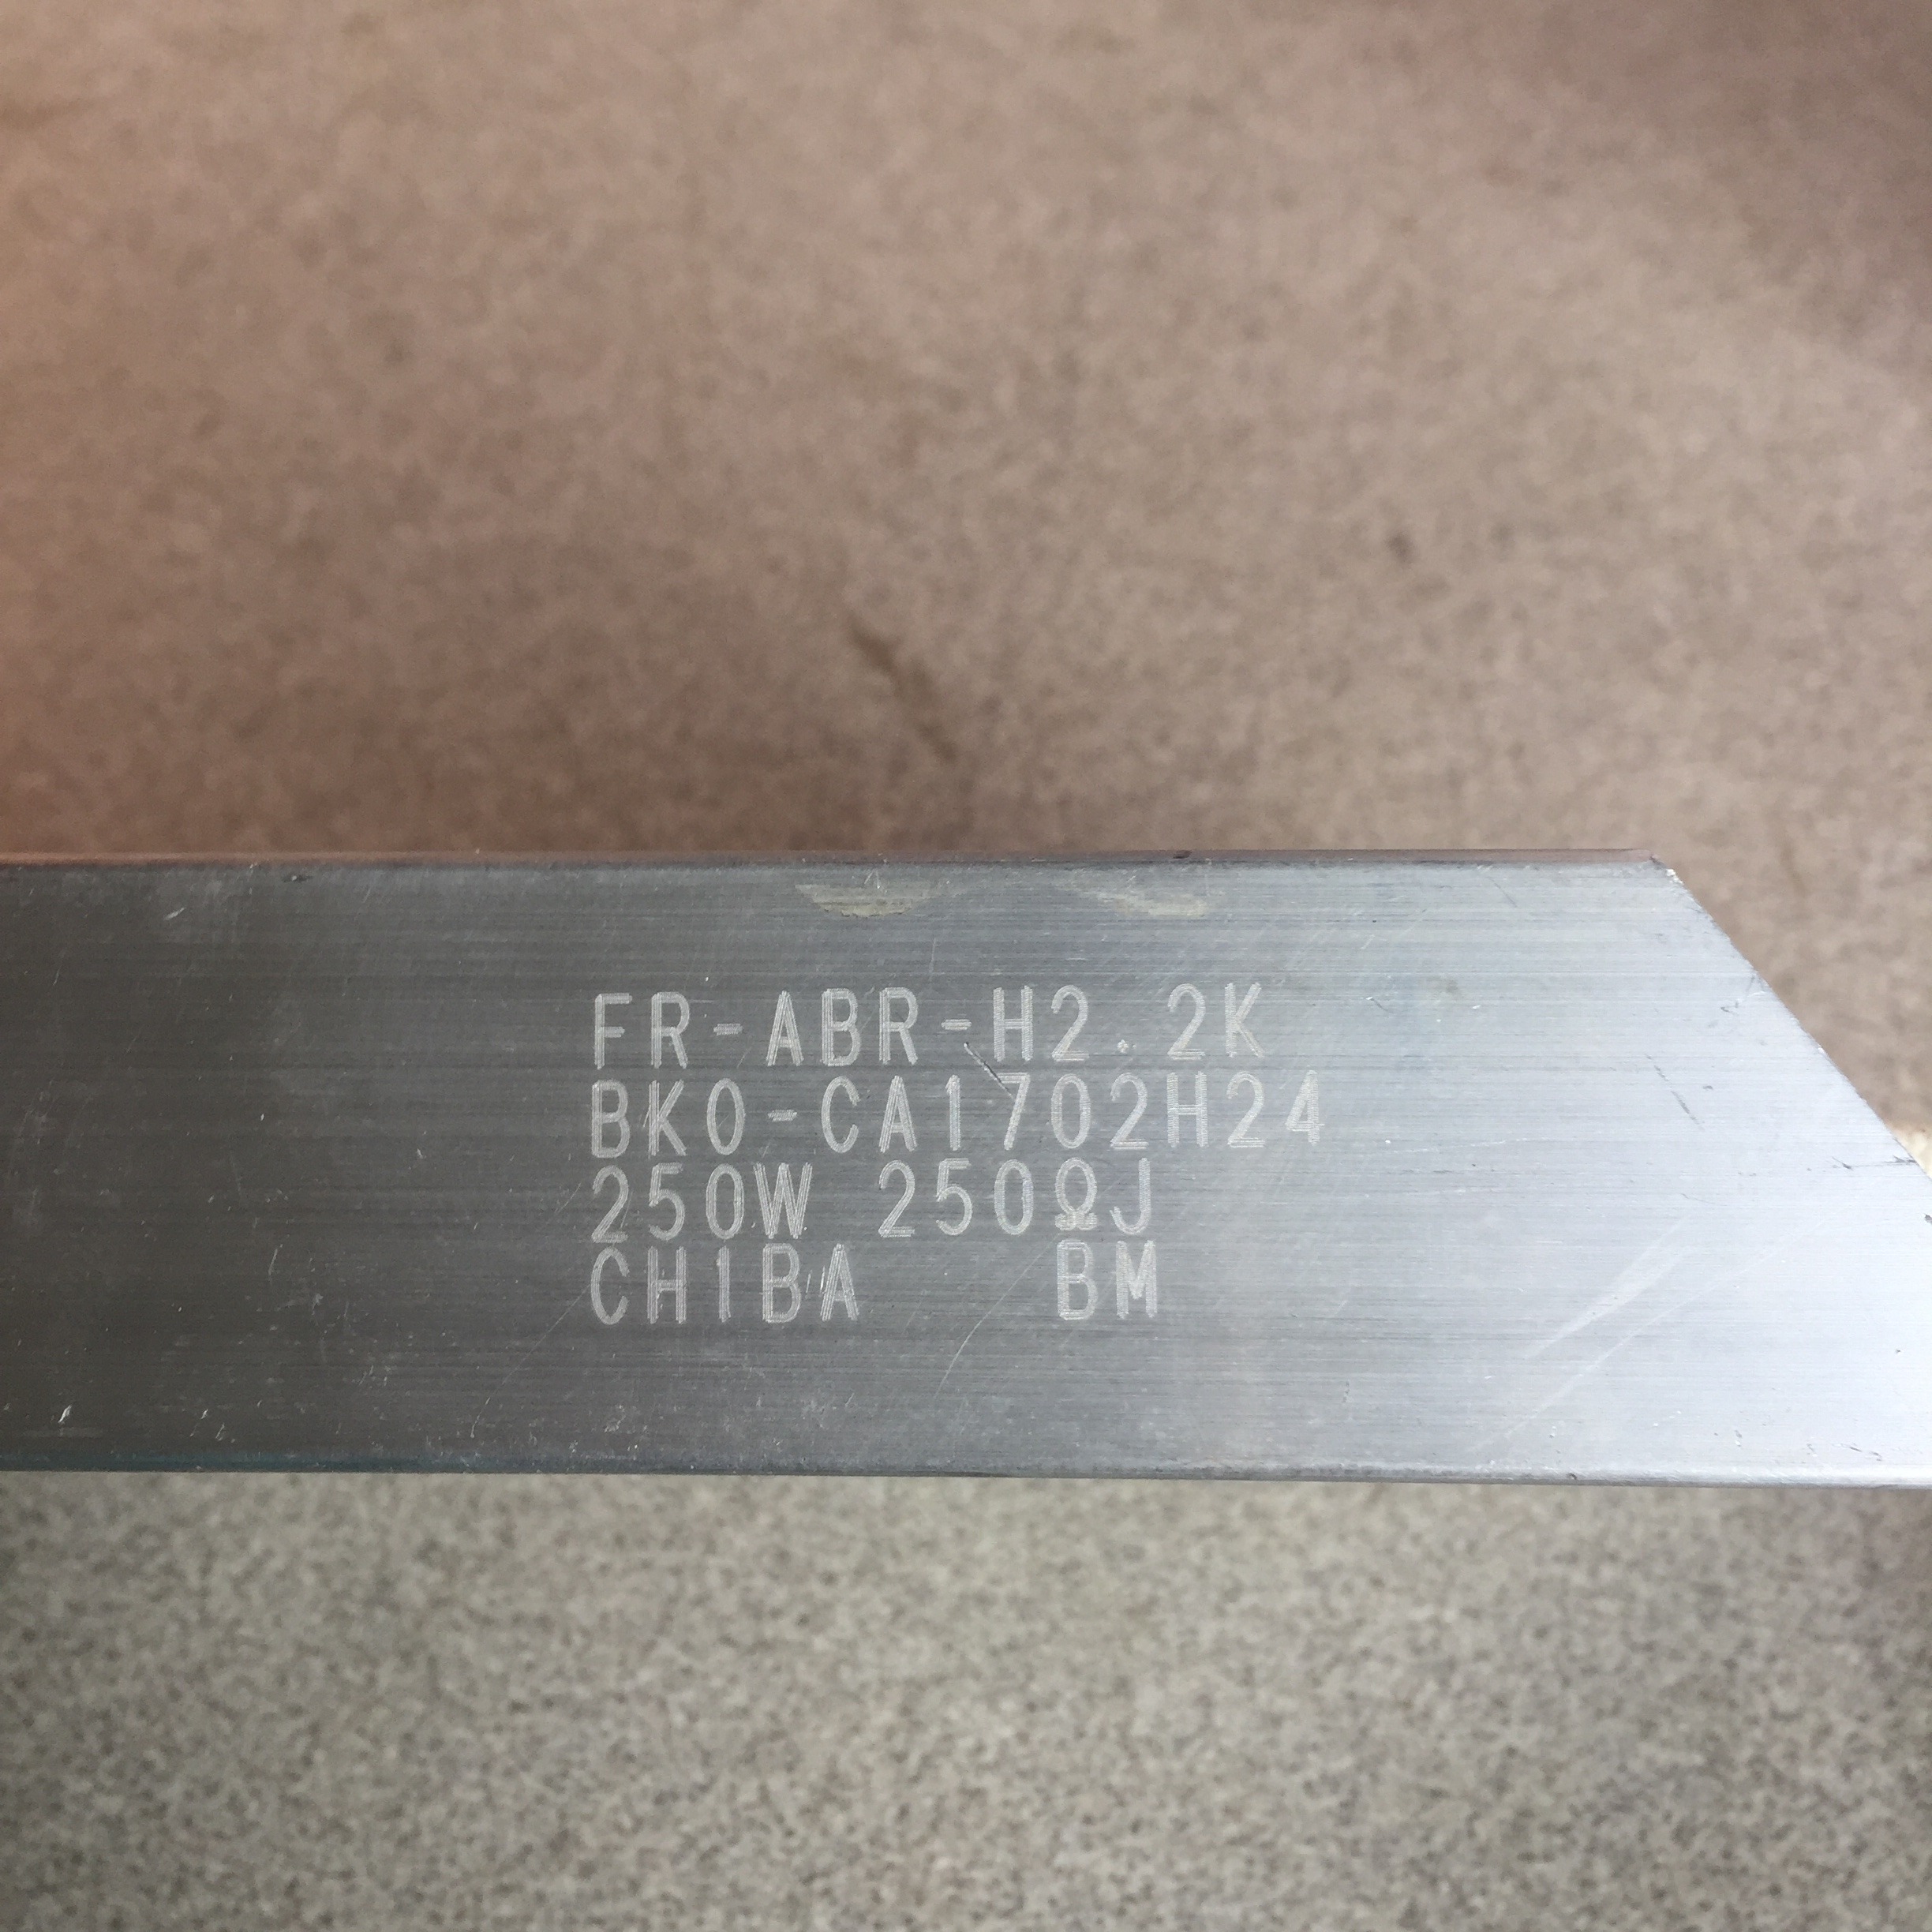 FR-ABR-H2.2K
BKO-CA1702H24
250W 250ΩJ
CHIBA BM